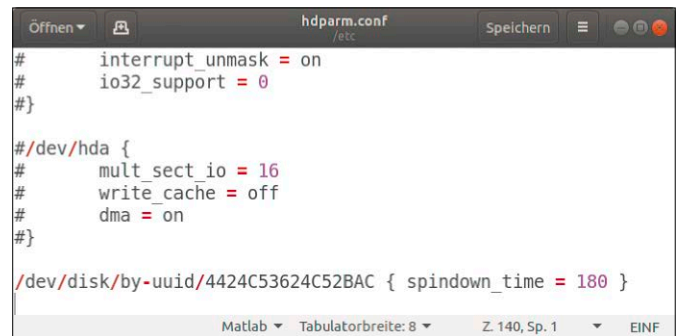 Öffnen hdparm.conf Speichern
/etc
#       interrupt_unmask = on
#       io32_support = 0
#}
#/dev/hda {
#       mult_sect_io = 16
#       write_cache = off
#       dma = on
#}
/dev/disk/by-uuid/4424C53624C52BAC { spindown_time = 180 }
Matlab Tabulatorbreite: 8 Z. 140, Sp. 1 EINF